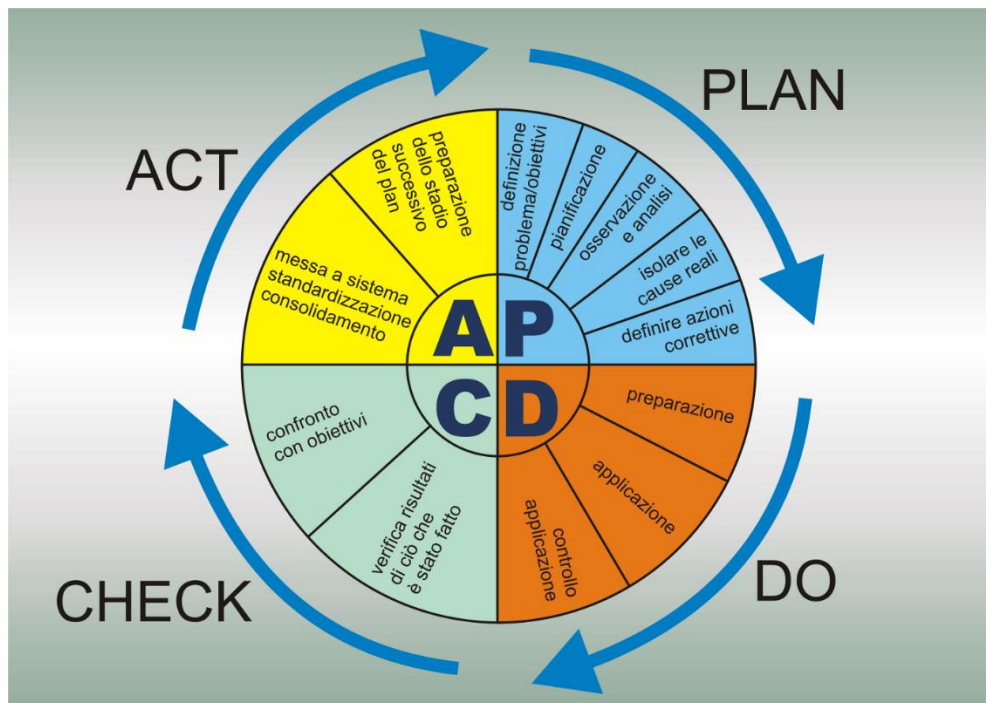 PLAN
definizione
problema/obiettivi
pianificazione
osservazione
e analisi
isolare le
cause reali
definire azioni
correttive
DO
preparazione
applicazione
controllo
applicazione
CHECK
verifica risultati
di ciò che
è stato fatto
confronto
con obiettivi
ACT
messa a sistema
standardizzazione
consolidamento
preparazione
dello stadio
successivo
del plan
A P
C D